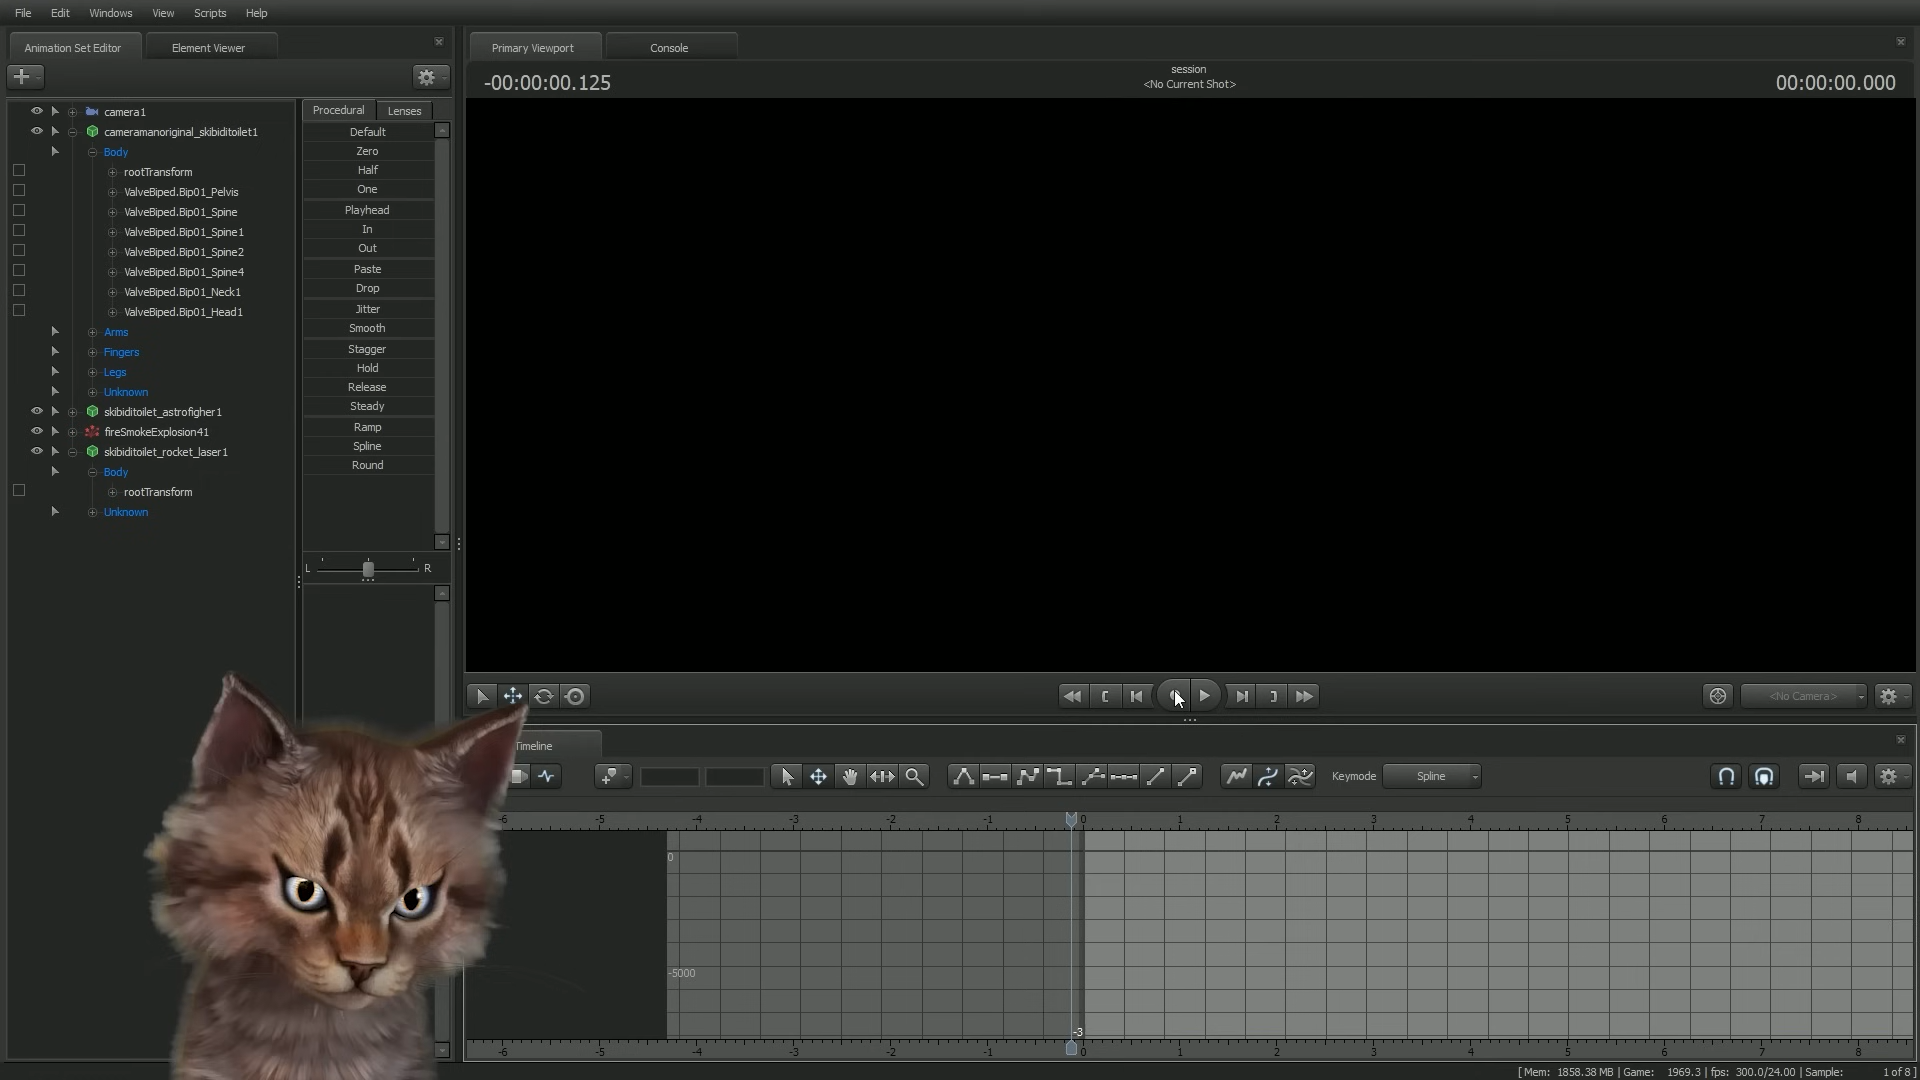 File Edit Windows View Scripts Help
Animation Set Editor
Element Viewer
Primary Viewport
Console
-00:00:00.125
session
<No Current Shot>
00:00:00.000
camera1
cameramanoriginal_skibiditoilet1
Body
rootTransform
ValveBiped.Bip01_Pelvis
ValveBiped.Bip01_Spine
ValveBiped.Bip01_Spine1
ValveBiped.Bip01_Spine2
ValveBiped.Bip01_Spine4
ValveBiped.Bip01_Neck1
ValveBiped.Bip01_Head1
Arms
Fingers
Legs
Unknown
skibiditoilet_astrofigher1
fireSmokeExplosion41
skibiditoilet_rocket_laser1
Body
rootTransform
Unknown
Procedural
Lenses
Default
Zero
Half
One
Playhead
In
Out
Paste
Drop
Jitter
Smooth
Stagger
Hold
Release
Steady
Ramp
Spline
Round
L R
<No Camera>
Timeline
Keymode
Spline
-6 -5 -4 -3 -2 -1 0 1 2 3 4 5 6 7 8
0
-5000
-3
-6 -5 -4 -3 -2 -1 0 1 2 3 4 5 6 7 8
[ Mem: 1858.38 MB | Game: 1969.3 | fps: 300.0/24.00 | Sample: 1 of 8 ]